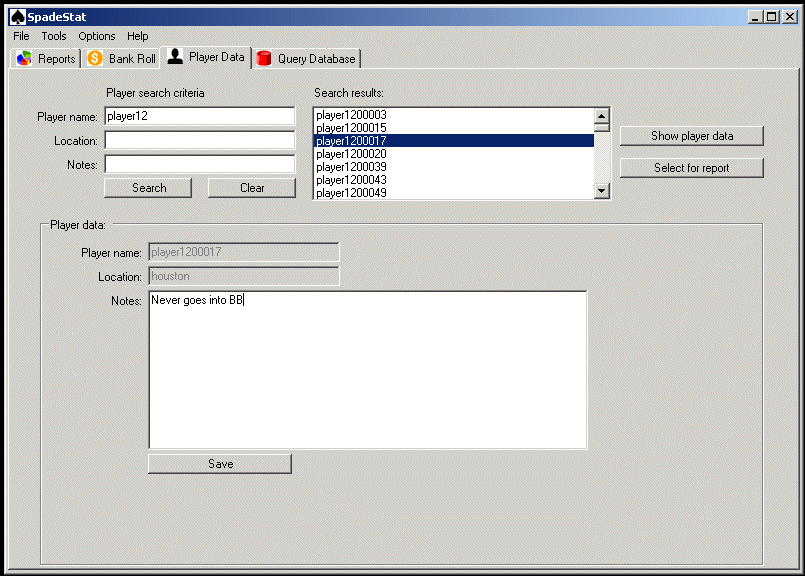 SpadeStat
File Tools Options Help
Reports Bank Roll Player Data Query Database
Player search criteria
Search results:
Player name: player12
Location:
Notes:
Search Clear
player1200003
player1200015
player1200017
player1200020
player1200039
player1200043
player1200049
Show player data
Select for report
Player data:
Player name: player1200017
Location: houston
Notes: Never goes into BB
Save